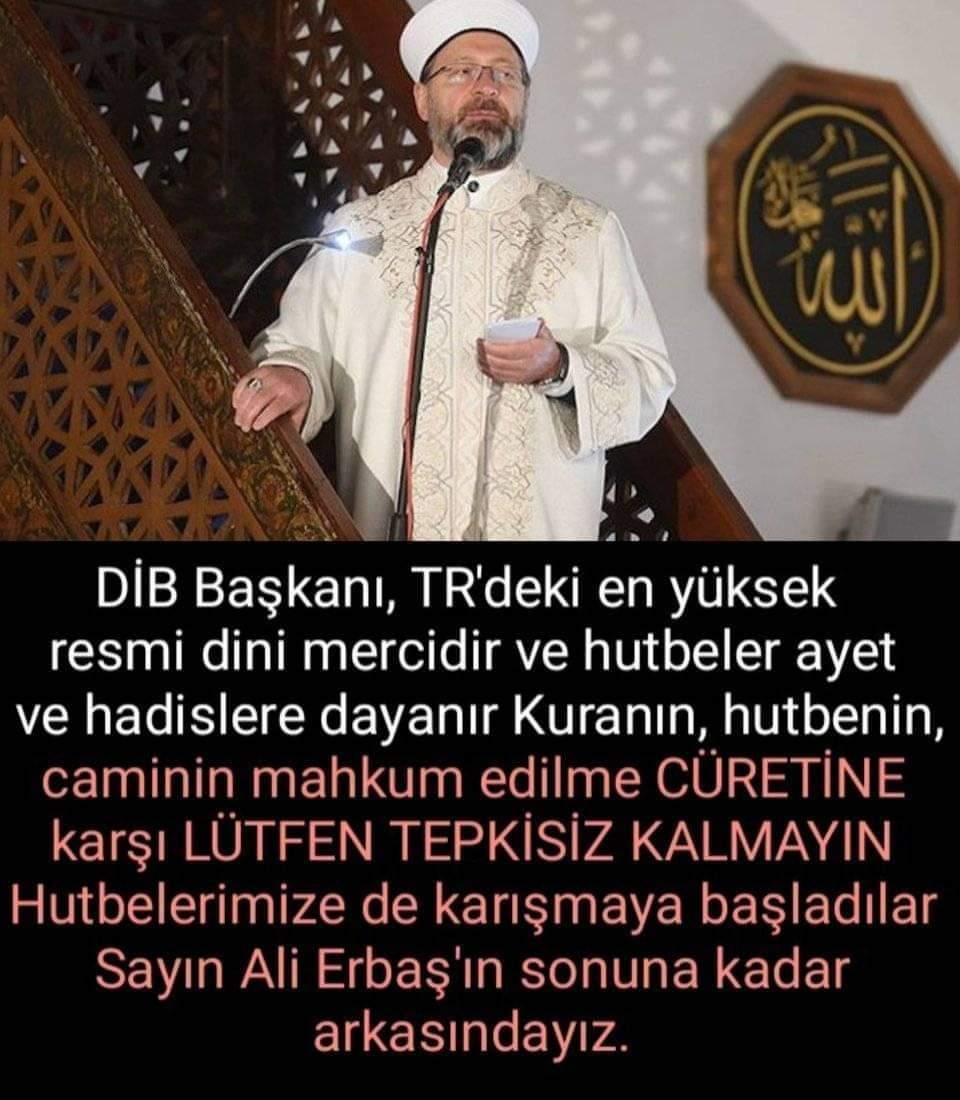 الله
DİB Başkanı, TR'deki en yüksek
resmi dini mercidir ve hutbeler ayet
ve hadislere dayanır Kuranın, hutbenin,
caminin mahkum edilme CÜRETİNE
karşı LÜTFEN TEPKİSİZ KALMAYIN
Hutbelerimize de karışmaya başladılar
Sayın Ali Erbaş'ın sonuna kadar
arkasındayız.